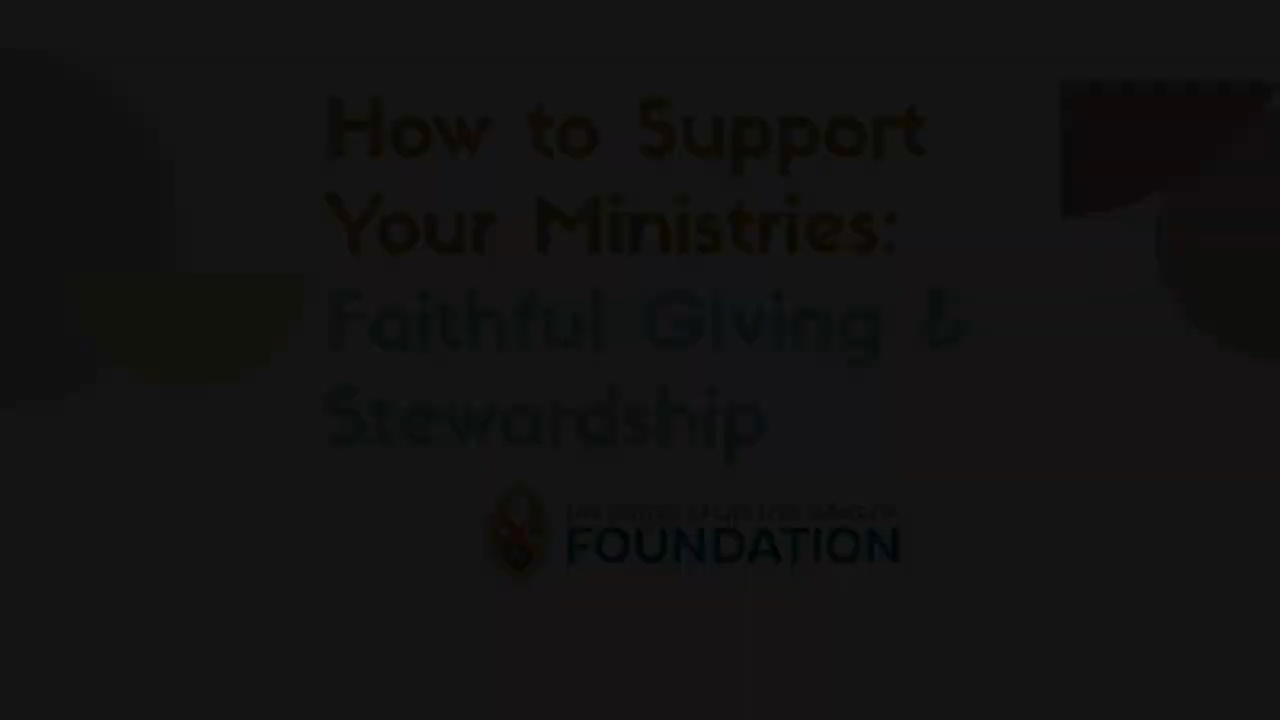 How to Support
Your Ministries:
Faithful Giving &
Stewardship
FOUNDATION